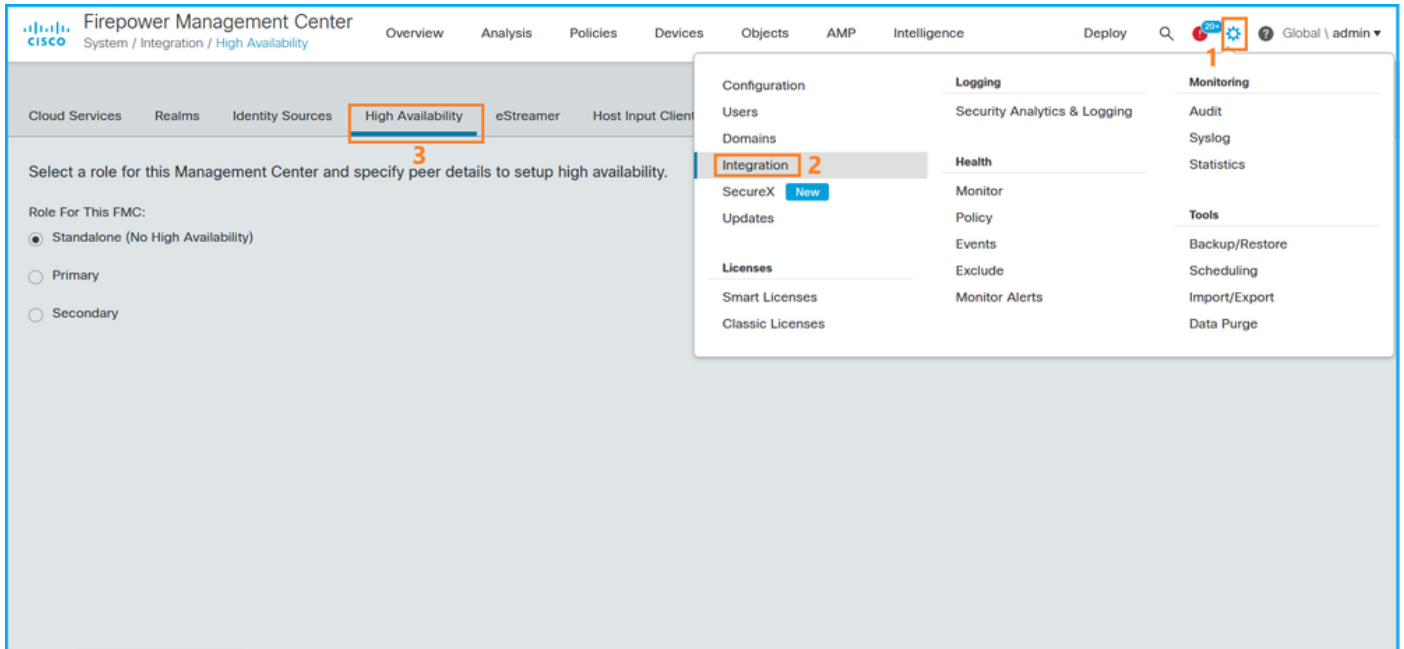 CISCO
Firepower Management Center
System / Integration / High Availability
Overview Analysis Policies Devices Objects AMP Intelligence Deploy 20+ ? Global \ admin ▾
1
Cloud Services Realms Identity Sources High Availability eStreamer Host Input Client
3
Select a role for this Management Center and specify peer details to setup high availability.
Role For This FMC:
Standalone (No High Availability)
Primary
Secondary
Configuration
Users
Domains
Integration 2
SecureX New
Updates
Licenses
Smart Licenses
Classic Licenses
Logging
Security Analytics & Logging
Health
Monitor
Policy
Events
Exclude
Monitor Alerts
Monitoring
Audit
Syslog
Statistics
Tools
Backup/Restore
Scheduling
Import/Export
Data Purge